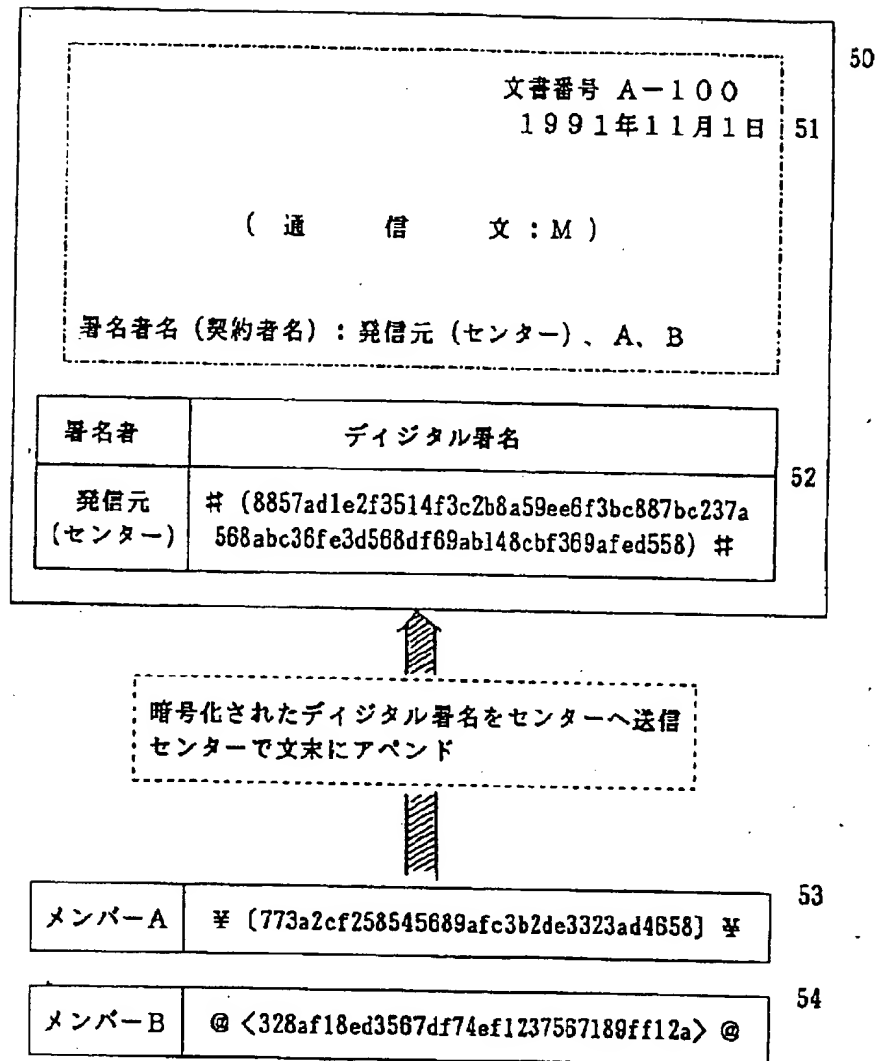 50
文書番号 A-100
1991年11月1日 51
(通信文:M)
署名者名(契約者名):発信元(センター)、A、B
署名者 ディジタル署名
52
発信元
(センター)
# (8857ad1e2f3514f3c2b8a59ee6f3bc887bc237a
568abc36fe3d568df69ab148cbf369afed558) #
暗号化されたディジタル署名をセンターへ送信
センターで文末にアペンド
53
メンバーA ¥ [773a2cf258545689afc3b2de3323ad4658] ¥
54
メンバーB @ <328af18ed3567df74ef1237567189ff12a> @